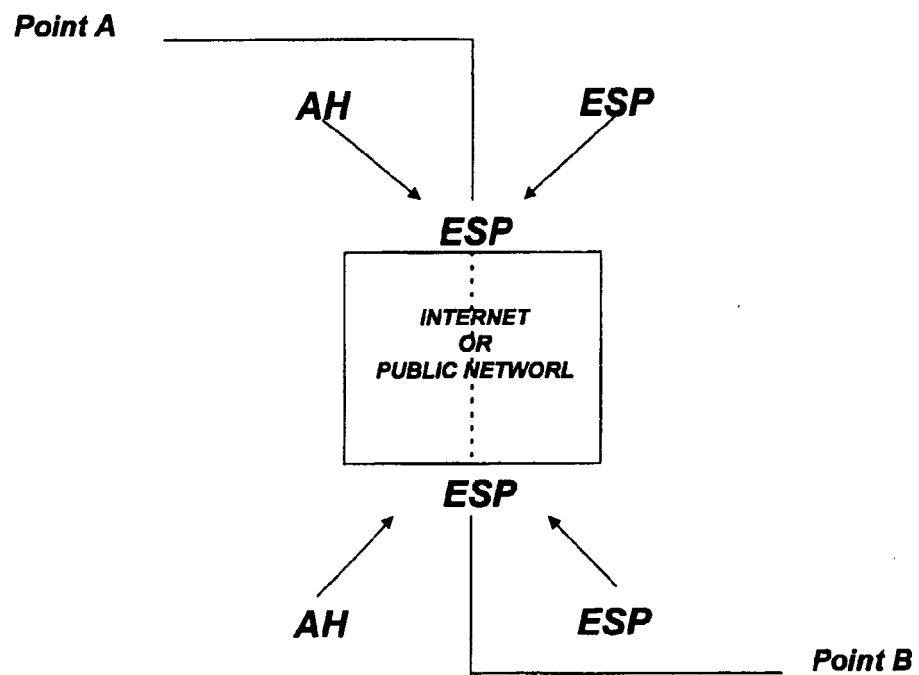 Point A
AH
ESP
ESP
INTERNET
OR
PUBLIC NETWORL
ESP
AH
ESP
Point B